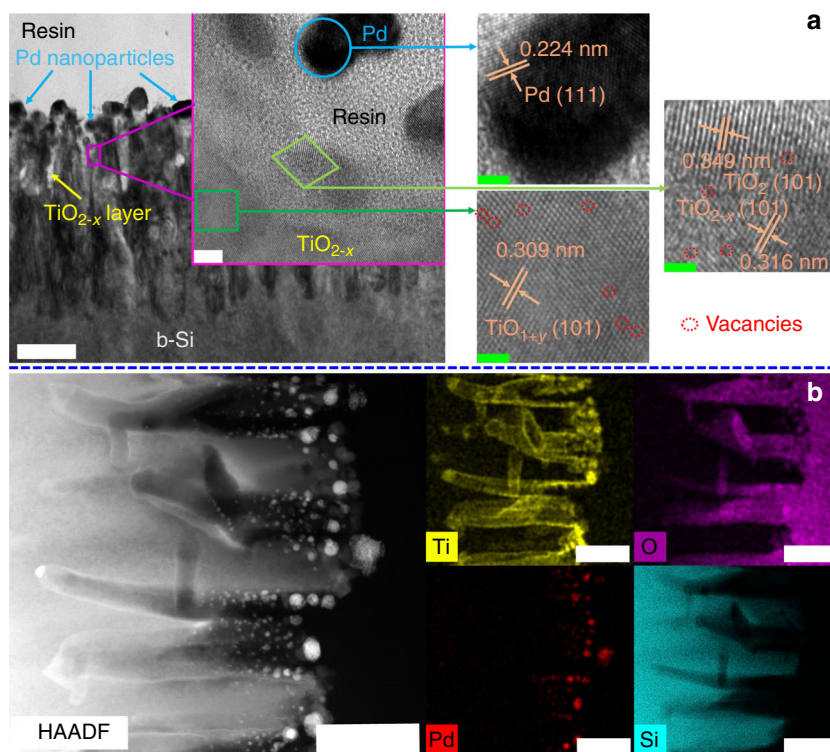 a
Resin
Pd nanoparticles
TiO2-x layer
b-Si
Pd
Resin
TiO2-x
0.224 nm
Pd (111)
0.309 nm
TiO1+y (101)
0.349 nm
TiO2 (101)
TiO2-x (101)
0.316 nm
Vacancies
b
HAADF
Ti
O
Pd
Si